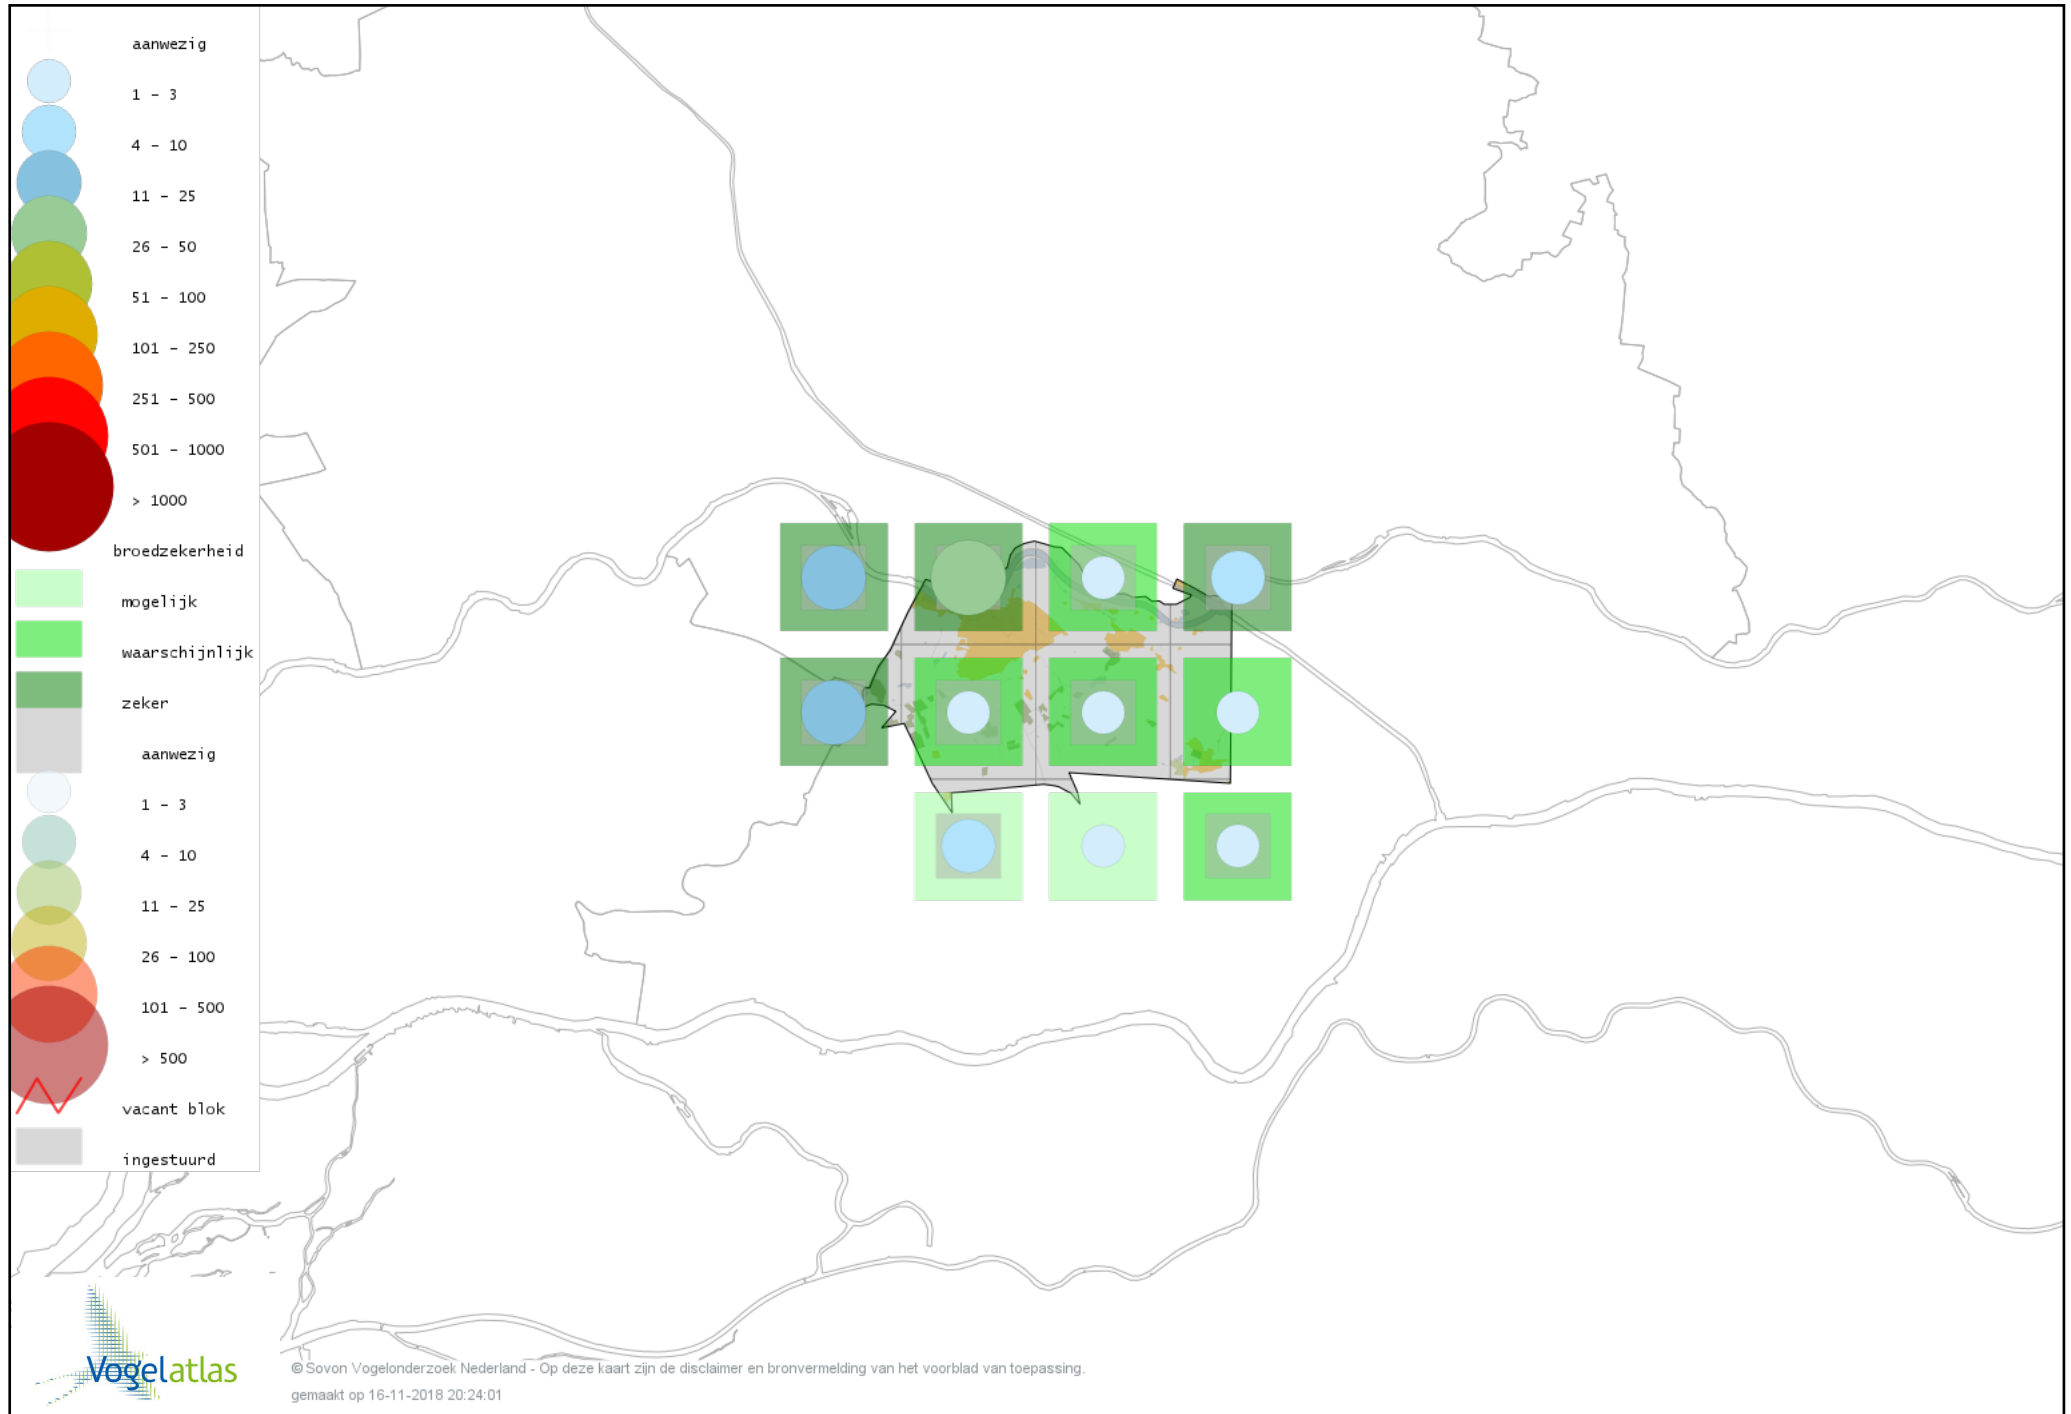 aanwezig
1 - 3
4 - 10
11 - 25
26 - 50
51 - 100
101 - 250
251 - 500
501 - 1000
> 1000
broedzekerheid
mogelijk
waarschijnlijk
zeker
aanwezig
1 - 3
4 - 10
11 - 25
26 - 100
101 - 500
> 500
vacant blok
ingestuurd
Vogelatlas
© Sovon Vogelonderzoek Nederland - Op deze kaart zijn de disclaimer en bronvermelding van het voorblad van toepassing.
gemaakt op 16-11-2018 20:24:01